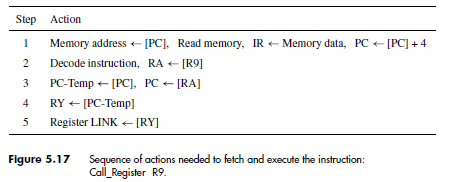 Step Action
1 Memory address ← [PC], Read memory, IR ← Memory data, PC ← [PC] + 4
2 Decode instruction, RA ← [R9]
3 PC-Temp ← [PC], PC ← [RA]
4 RY ← [PC-Temp]
5 Register LINK ← [RY]
Figure 5.17 Sequence of actions needed to fetch and execute the instruction:
Call_Register R9.